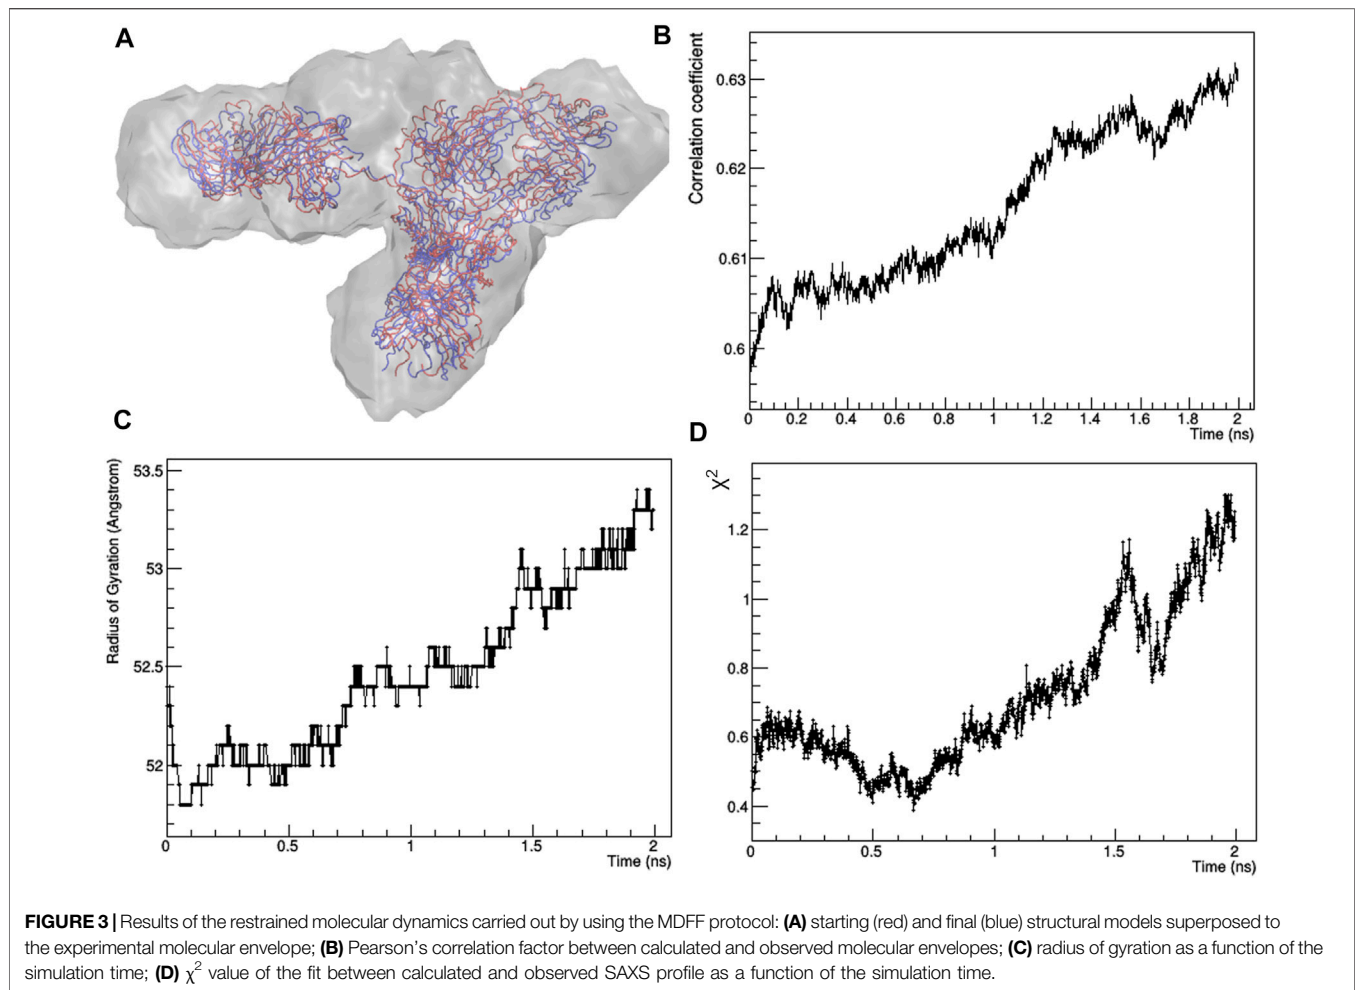 A
B
Correlation coefficient
0.63
0.62
0.61
0.6
0 0.2 0.4 0.6 0.8 1 1.2 1.4 1.6 1.8 2
Time (ns)
C
Radius of Gyration (Angstrom)
53.5
53
52.5
52
0 0.5 1 1.5 2
Time (ns)
D
χ²
1.2
1
0.8
0.6
0.4
0 0.5 1 1.5 2
Time (ns)
FIGURE 3 | Results of the restrained molecular dynamics carried out by using the MDFF protocol: (A) starting (red) and final (blue) structural models superposed to
the experimental molecular envelope; (B) Pearson's correlation factor between calculated and observed molecular envelopes; (C) radius of gyration as a function of the
simulation time; (D) χ² value of the fit between calculated and observed SAXS profile as a function of the simulation time.